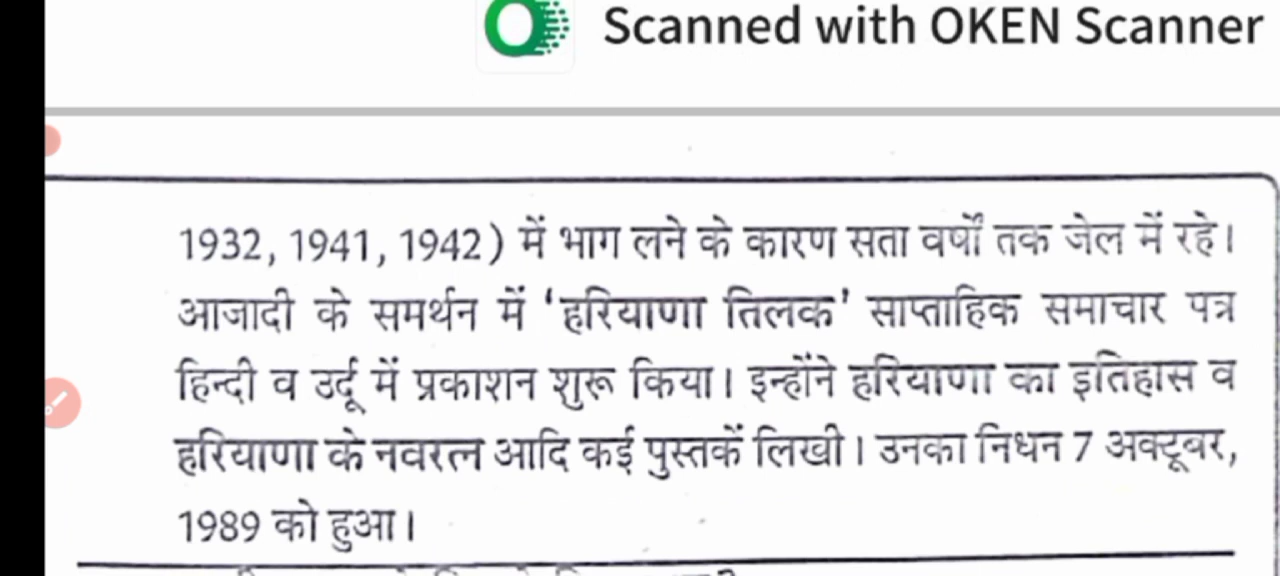 Scanned with OKEN Scanner
1932, 1941, 1942) में भाग लने के कारण सता वर्षों तक जेल में रहे।
आजादी के समर्थन में 'हरियाणा तिलक' साप्ताहिक समाचार पत्र
हिन्दी व उर्दू में प्रकाशन शुरू किया। इन्होंने हरियाणा का इतिहास व
हरियाणा के नवरत्न आदि कई पुस्तकें लिखी। उनका निधन 7 अक्टूबर,
1989 को हुआ।